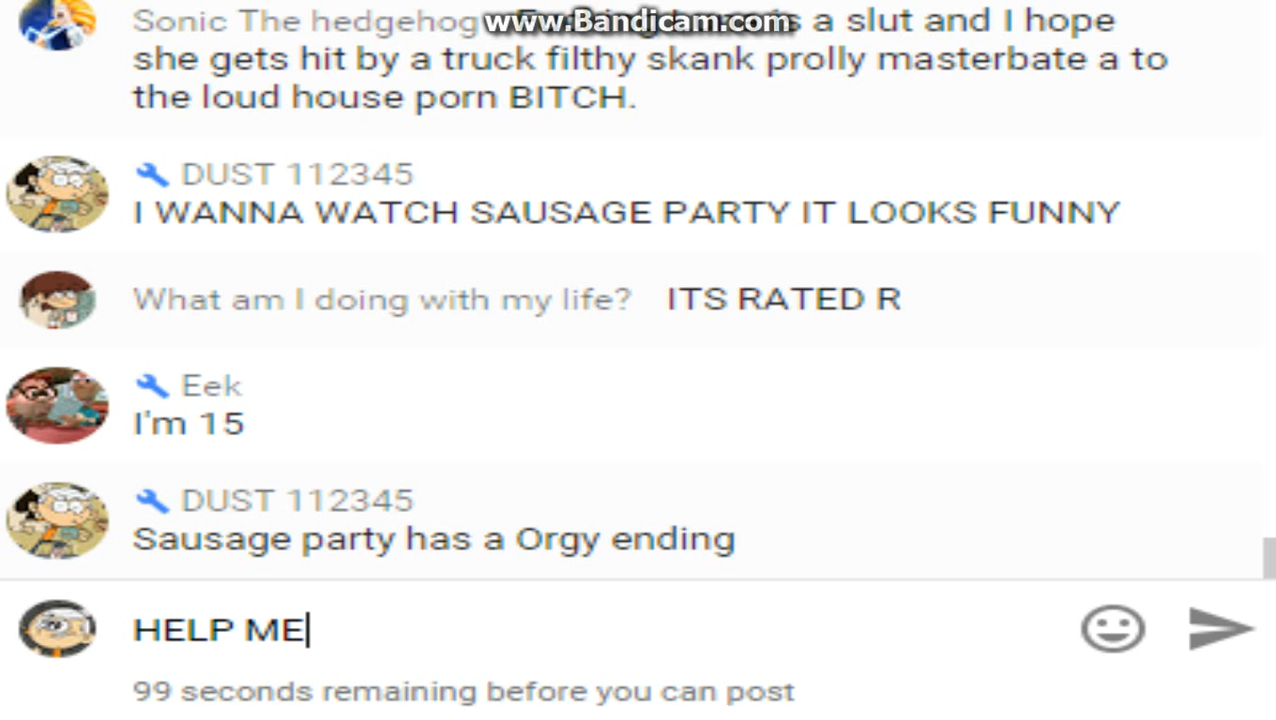 www.Bandicam.com
Sonic The hedgehog is a slut and I hope
she gets hit by a truck filthy skank prolly masterbate a to
the loud house porn BITCH.
DUST 112345
I WANNA WATCH SAUSAGE PARTY IT LOOKS FUNNY
What am I doing with my life? ITS RATED R
Eek
I'm 15
DUST 112345
Sausage party has a Orgy ending
HELP ME
99 seconds remaining before you can post